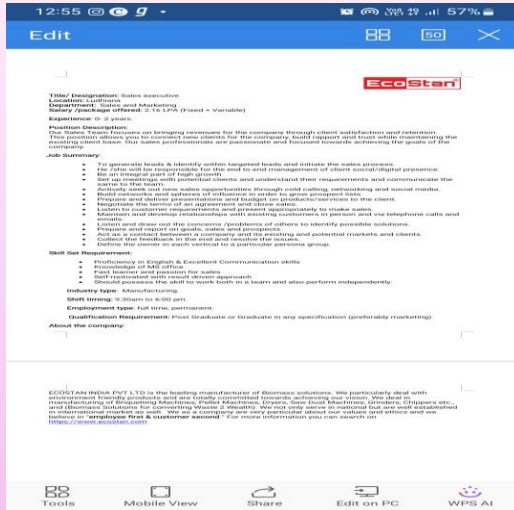 12:55
57%
Edit
50
EcoStan
Title/ Designation: Sales executive
Location: Ludhiana
Department: Sales and Marketing
Salary /package offered: 2.16 LPA (Fixed + Variable)
Experience: 0- 2 years.
Position Description:
Our Sales Team focuses on bringing revenues for the company through client satisfaction and retention.
This position allows you to connect new clients for the company, build rapport and trust while maintaining the
existing client base. Our sales professionals are passionate and focused towards achieving the goals of the
company.
Job Summary:
• To generate leads & identify within targeted leads and initiate the sales process.
• He /she will be responsible for the end to end management of client social/digital presence.
• Be an integral part of high growth.
• Set up meetings with potential clients and understand their requirements and communicate the
same to the team.
• Actively seek out new sales opportunities through cold calling, networking and social media.
• Build networks and spheres of influence in order to grow prospect lists.
• Prepare and deliver presentations and budget on products/services to the client.
• Negotiate the terms of an agreement and close sales.
• Listen to customer requirements and present appropriately to make sales.
• Maintain and develop relationships with existing customers in person and via telephone calls and
emails.
• Listen and draw out the concerns /problems of others to identify possible solutions.
• Prepare and report on goals, sales and prospects.
• Act as a contact between a company and its existing and potential markets and clients.
• Collect the feedback in the end and resolve the issues.
• Define the owner in each vertical to a particular persona group.
Skill Set Requirement:
• Proficiency in English & Excellent Communication skills
• Knowledge of MS office
• Fast learner and passion for sales
• Self-motivated with result driven approach
• Should possess the skill to work both in a team and also perform independently.
Industry type: Manufacturing.
Shift timing: 9:30am to 6:00 pm.
Employment type: full time, permanent.
Qualification Requirement: Post Graduate or Graduate in any specification (preferably marketing)
About the company:
ECOSTAN INDIA PVT LTD is the leading manufacturer of Biomass solutions. We particularly deal with
environment friendly products and are totally committed towards achieving our vision. We deal in
manufacturing of Briquetting Machines, Pellet Machines, Dryers, Saw Dust Machines, Grinders, Chippers etc.,
and (Biomass Solutions for converting Waste 2 Wealth). We not only serve in national but are well established
in international market as well. We as a company are very particular about our values and ethics and we
believe in "employee first & customer second." For more information you can search on
https://www.ecostan.com
Tools
Mobile View
Share
Edit on PC
WPS AI